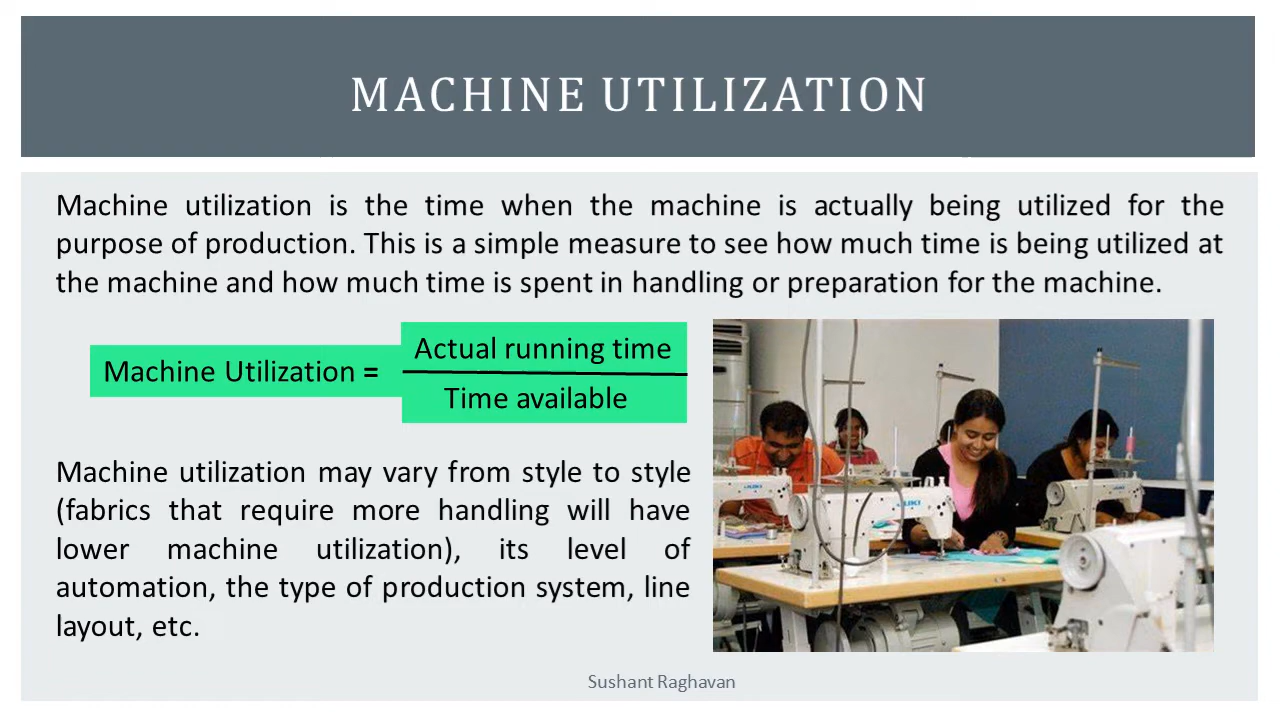 MACHINE UTILIZATION
Machine utilization is the time when the machine is actually being utilized for the
purpose of production. This is a simple measure to see how much time is being utilized at
the machine and how much time is spent in handling or preparation for the machine.
Machine Utilization =
Actual running time
Time available
Machine utilization may vary from style to style
(fabrics that require more handling will have
lower machine utilization), its level of
automation, the type of production system, line
layout, etc.
JUKI
Sushant Raghavan